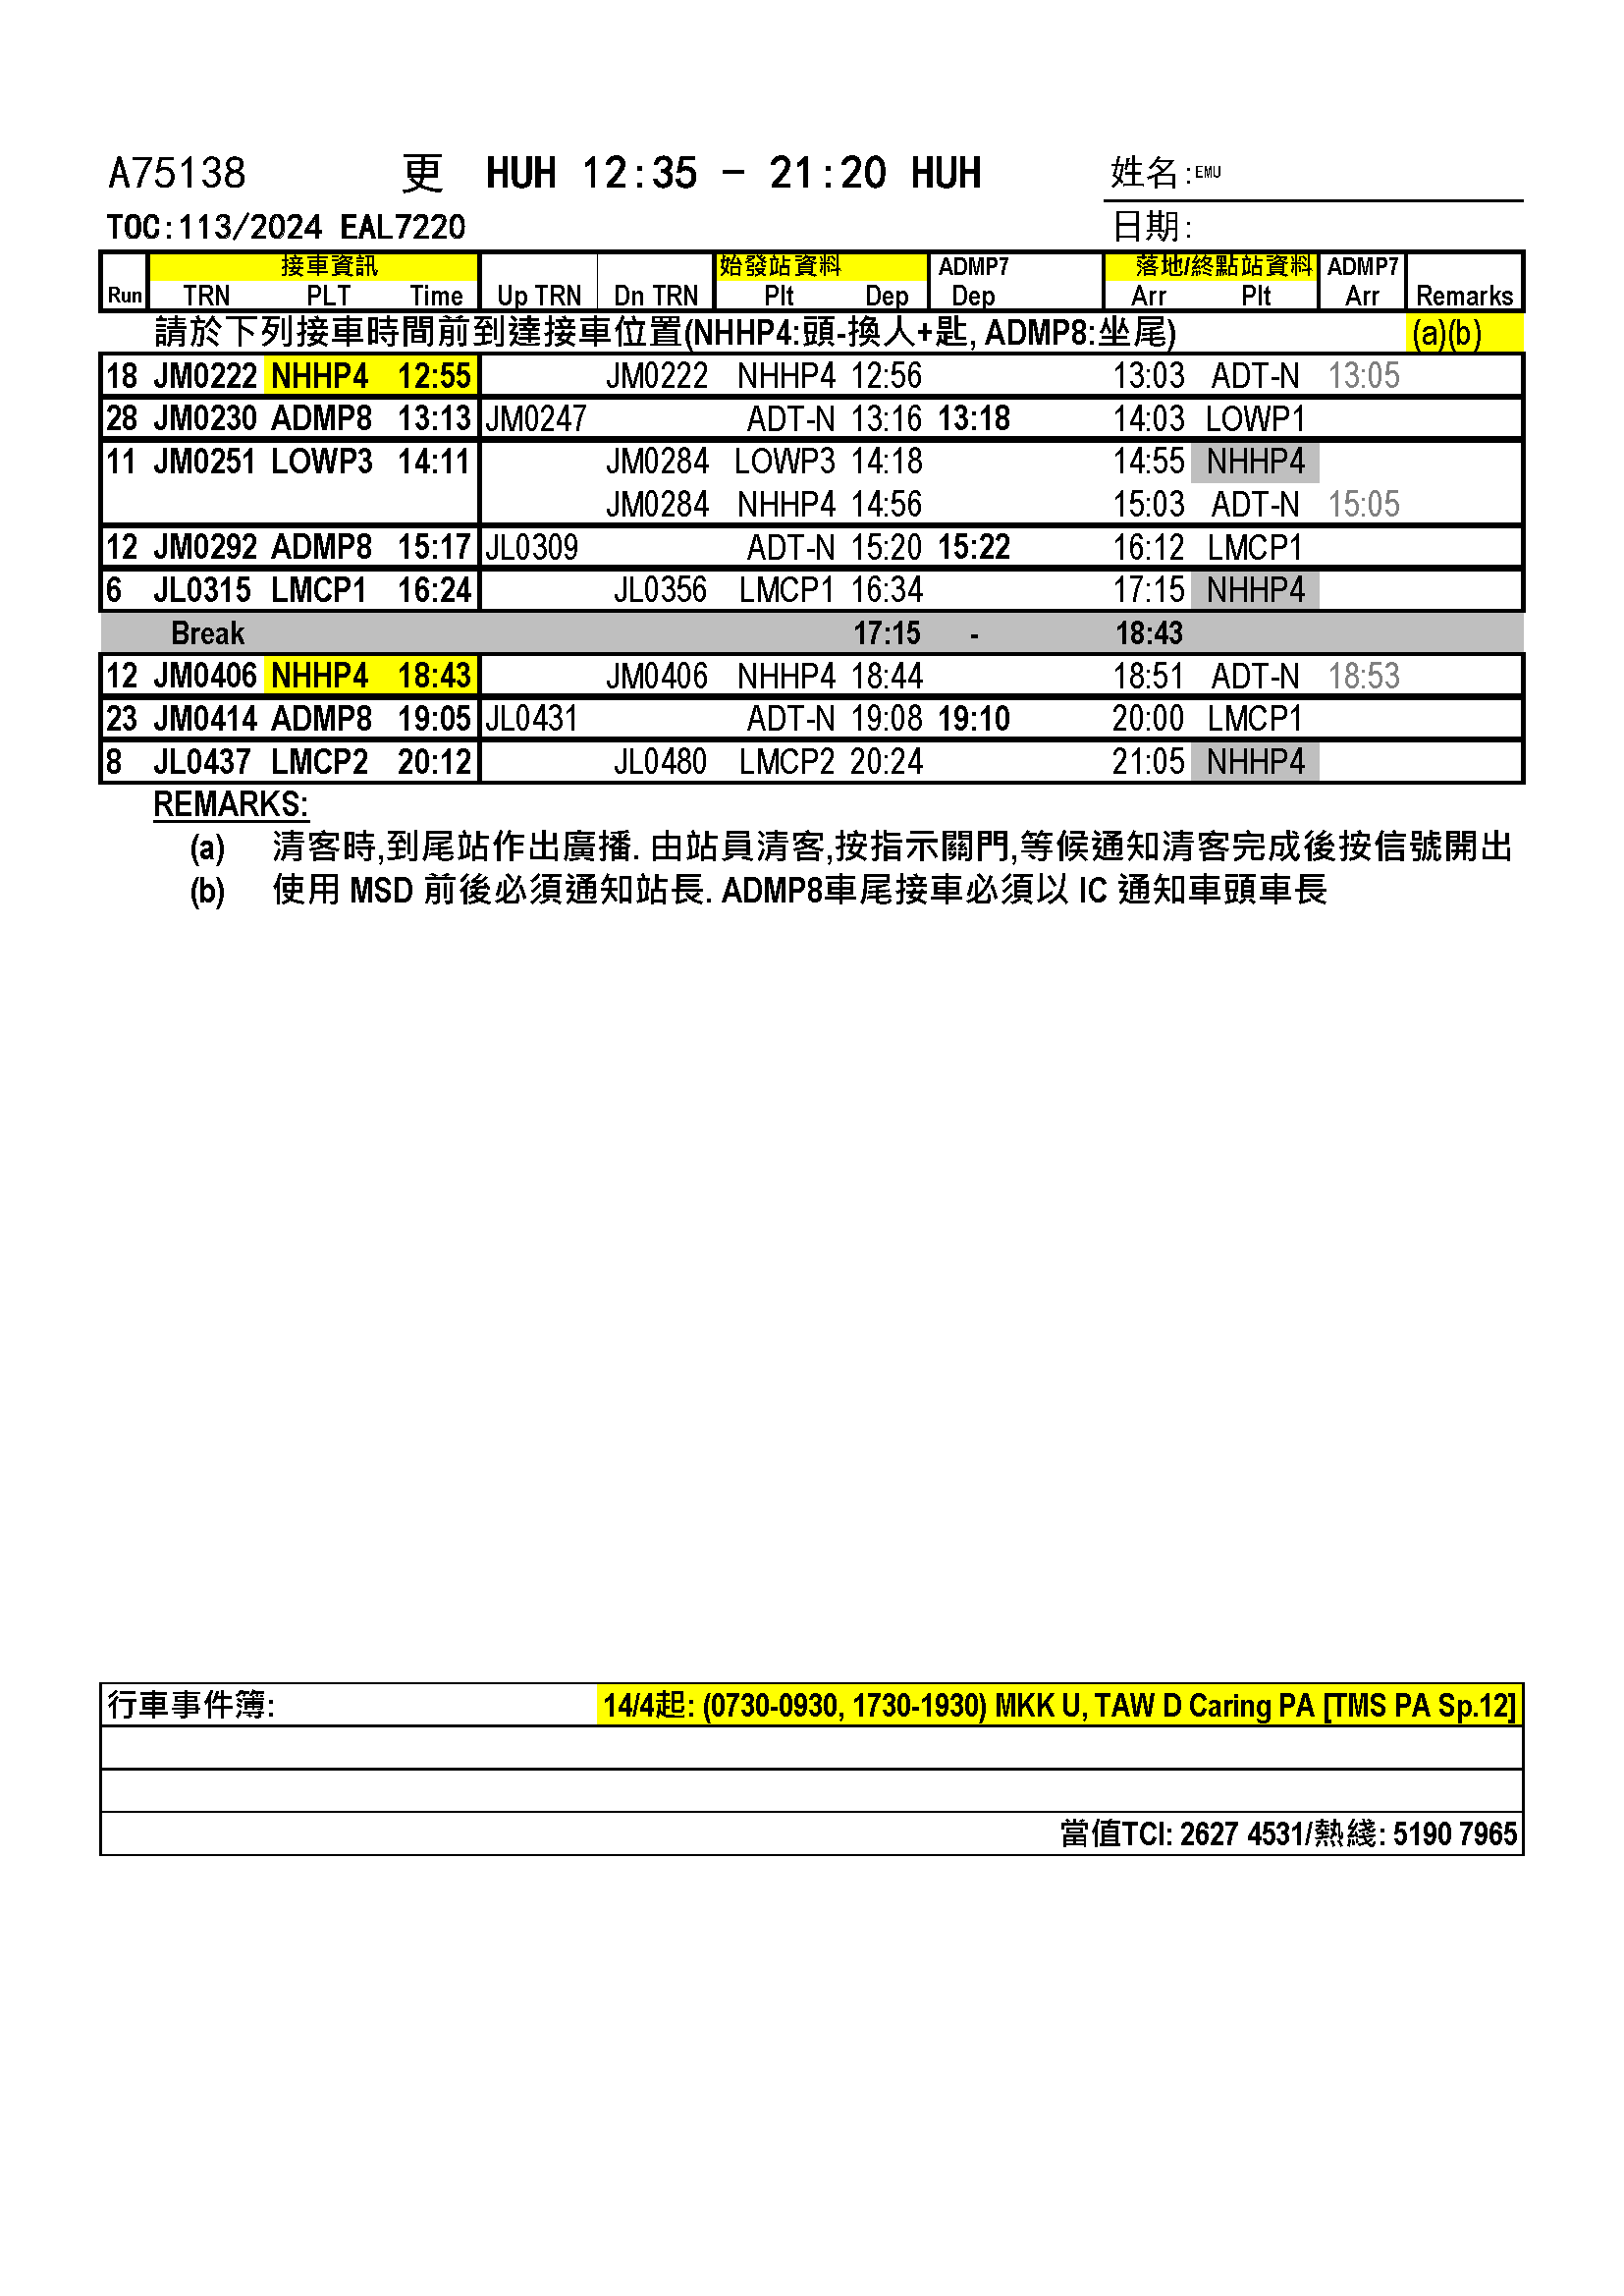 A75138 更 HUH 12:35 - 21:20 HUH 姓名:EMU
TOC:113/2024 EAL7220 日期:
接車資訊 始發站資料 ADMP7 落地/終點站資料 ADMP7
Run TRN PLT Time Up TRN Dn TRN Plt Dep Dep Arr Plt Arr Remarks
請於下列接車時間前到達接車位置(NHHP4:頭-換人+匙, ADMP8:坐尾) (a)(b)
18 JM0222 NHHP4 12:55 JM0222 NHHP4 12:56 13:03 ADT-N 13:05
28 JM0230 ADMP8 13:13 JM0247 ADT-N 13:16 13:18 14:03 LOWP1
11 JM0251 LOWP3 14:11 JM0284 LOWP3 14:18 14:55 NHHP4
JM0284 NHHP4 14:56 15:03 ADT-N 15:05
12 JM0292 ADMP8 15:17 JL0309 ADT-N 15:20 15:22 16:12 LMCP1
6 JL0315 LMCP1 16:24 JL0356 LMCP1 16:34 17:15 NHHP4
Break 17:15 - 18:43
12 JM0406 NHHP4 18:43 JM0406 NHHP4 18:44 18:51 ADT-N 18:53
23 JM0414 ADMP8 19:05 JL0431 ADT-N 19:08 19:10 20:00 LMCP1
8 JL0437 LMCP2 20:12 JL0480 LMCP2 20:24 21:05 NHHP4
REMARKS:
(a) 清客時,到尾站作出廣播. 由站員清客,按指示關門,等候通知清客完成後按信號開出
(b) 使用 MSD 前後必須通知站長. ADMP8車尾接車必須以 IC 通知車頭車長
行車事件簿: 14/4起: (0730-0930, 1730-1930) MKK U, TAW D Caring PA [TMS PA Sp.12]
當值TCI: 2627 4531/熱綫: 5190 7965